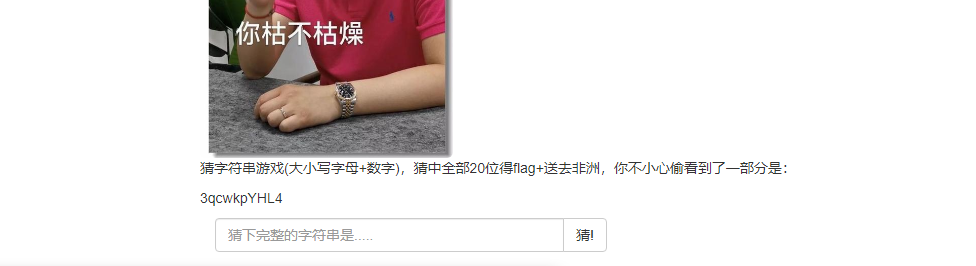 你枯不枯燥
猜字符串游戏(大小写字母+数字)，猜中全部20位得flag+送去非洲，你不小心偷看到了一部分是：
3qcwkpYHL4
猜下完整的字符串是.....
猜!